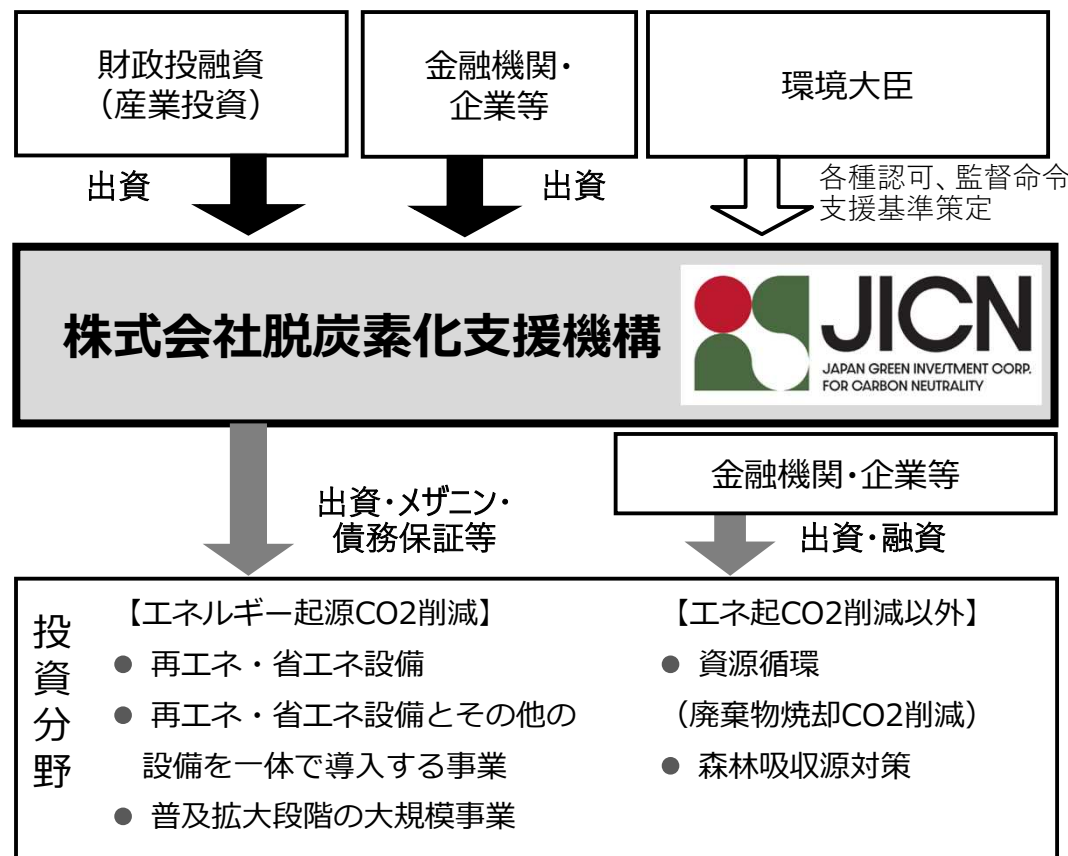 財政投融資
（産業投資）
金融機関・
企業等
環境大臣
出資
出資
各種認可、監督命令
支援基準策定
株式会社脱炭素化支援機構
JICN
JAPAN GREEN INVESTMENT CORP.
FOR CARBON NEUTRALITY
金融機関・企業等
出資・メザニン・
債務保証等
出資・融資
投資分野
【エネルギー起源CO2削減】
● 再エネ・省エネ設備
● 再エネ・省エネ設備とその他の
設備を一体で導入する事業
● 普及拡大段階の大規模事業
【エネ起CO2削減以外】
● 資源循環
（廃棄物焼却CO2削減）
● 森林吸収源対策